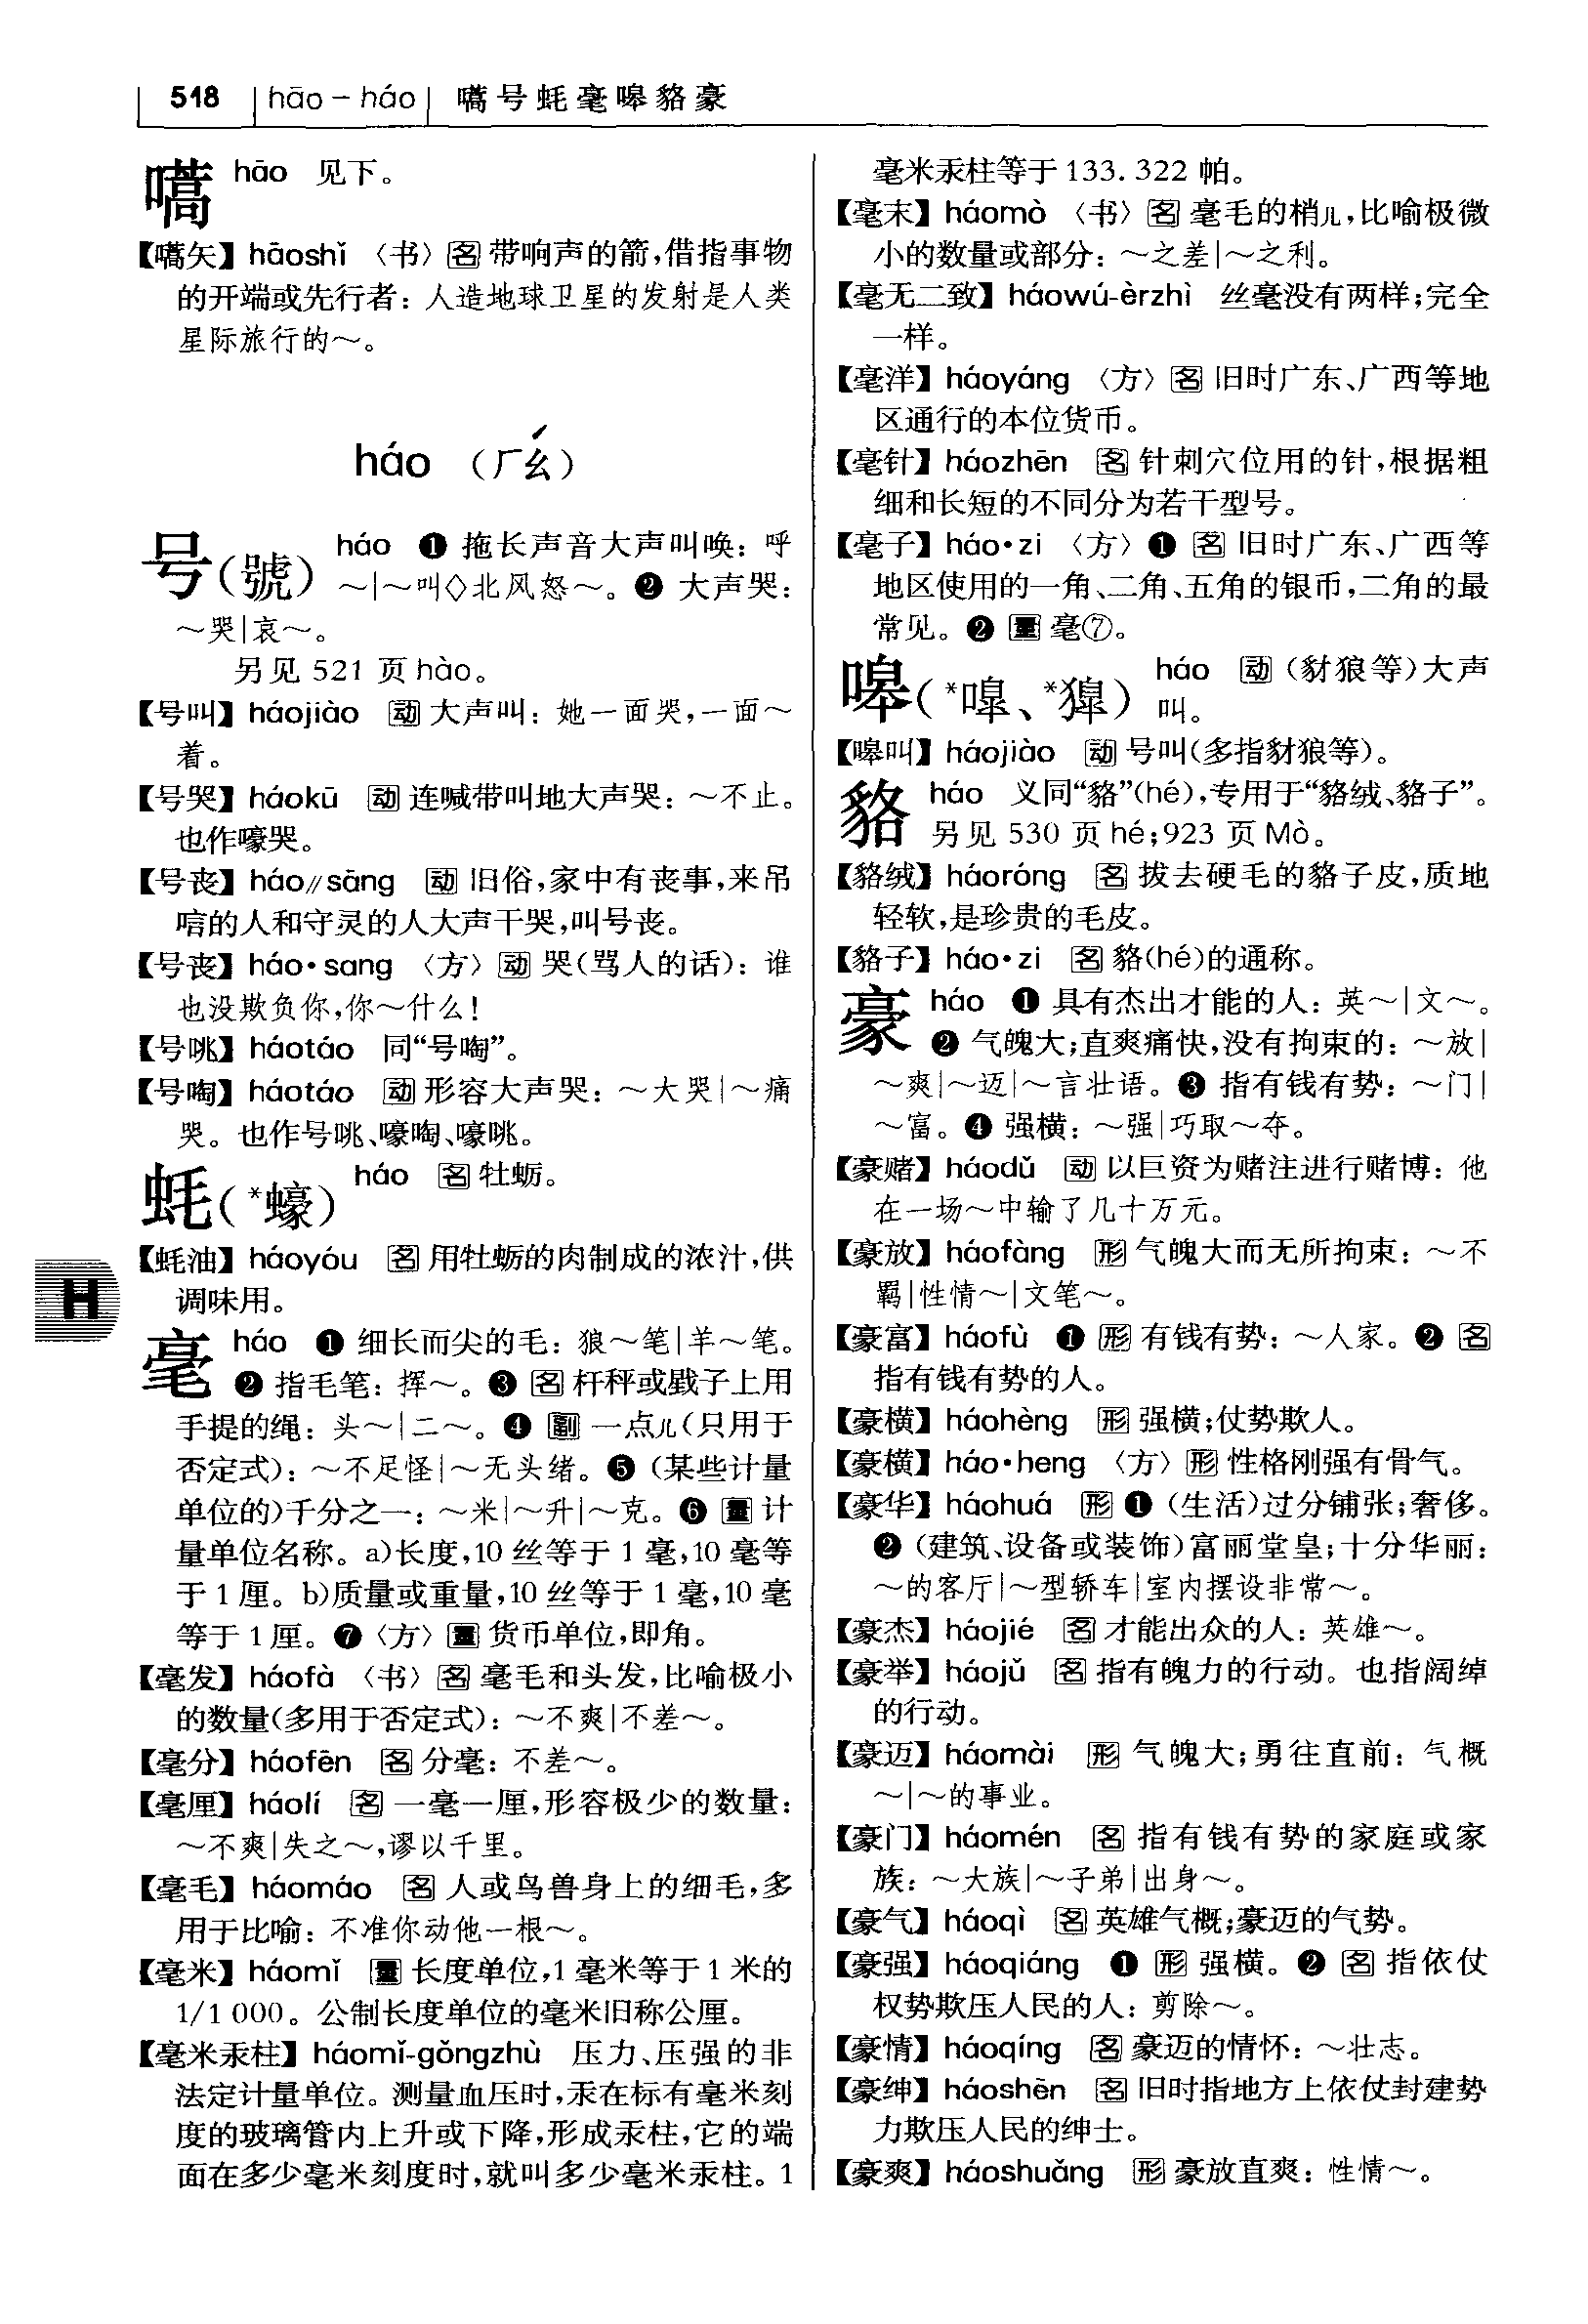 518 hāo－háo 嚆号蚝毫嗥貉豪
嚆 hāo 见下。
【嚆矢】hāoshǐ〈书〉名 带响声的箭,借指事物
的开端或先行者：人造地球卫星的发射是人类
星际旅行的～。
háo （ㄏㄠˊ）
号(號) háo ❶ 拖长声音大声叫唤：呼
～|～叫◇北风怒～。❷ 大声哭：
～哭|哀～。
另见 521 页 hào。
【号叫】háojiào 动 大声叫：她一面哭,一面～
着。
【号哭】háokū 动 连喊带叫地大声哭：～不止。
也作嚎哭。
【号丧】háo∥sāng 动 旧俗,家中有丧事,来吊
唁的人和守灵的人大声干哭,叫号丧。
【号丧】háo·sang〈方〉动 哭(骂人的话)：谁
也没欺负你,你～什么!
【号咷】háotáo 同“号啕”。
【号啕】háotáo 动 形容大声哭：～大哭|～痛
哭。也作号咷、嚎啕、嚎咷。
蚝(*蠔) háo 名 牡蛎。
【蚝油】háoyóu 名 用牡蛎的肉制成的浓汁,供
调味用。
H
毫 háo ❶ 细长而尖的毛：狼～笔|羊～笔。
❷ 指毛笔：挥～。❸ 名 杆秤或戥子上用
手提的绳：头～|二～。❹ 副 一点儿(只用于
否定式)：～不足怪|～无头绪。❺ (某些计量
单位的)千分之一：～米|～升|～克。❻ 量 计
量单位名称。a)长度,10 丝等于 1 毫,10 毫等
于 1 厘。b)质量或重量,10 丝等于 1 毫,10 毫
等于 1 厘。❼〈方〉量 货币单位,即角。
【毫发】háofà〈书〉名 毫毛和头发,比喻极小
的数量(多用于否定式)：～不爽|不差～。
【毫分】háofēn 名 分毫：不差～。
【毫厘】háolí 名 一毫一厘,形容极少的数量：
～不爽|失之～,谬以千里。
【毫毛】háomáo 名 人或鸟兽身上的细毛,多
用于比喻：不准你动他一根～。
【毫米】háomǐ 量 长度单位,1 毫米等于 1 米的
1/1 000。公制长度单位的毫米旧称公厘。
【毫米汞柱】háomǐ-gǒngzhù 压力、压强的非
法定计量单位。测量血压时,汞在标有毫米刻
度的玻璃管内上升或下降,形成汞柱,它的端
面在多少毫米刻度时,就叫多少毫米汞柱。1
毫米汞柱等于 133.322 帕。
【毫末】háomò〈书〉名 毫毛的梢儿,比喻极微
小的数量或部分：～之差|～之利。
【毫无二致】háowú-èrzhì 丝毫没有两样;完全
一样。
【毫洋】háoyáng〈方〉名 旧时广东、广西等地
区通行的本位货币。
【毫针】háozhēn 名 针刺穴位用的针,根据粗
细和长短的不同分为若干型号。
【毫子】háo·zi〈方〉❶ 名 旧时广东、广西等
地区使用的一角、二角、五角的银币,二角的最
常见。❷ 量 毫⑦。
嗥(*嘷、*獋) háo 动 (豺狼等)大声
叫。
【嗥叫】háojiào 动 号叫(多指豺狼等)。
貉 háo 义同“貉”(hé),专用于“貉绒、貉子”。
另见 530 页 hé;923 页 Mò。
【貉绒】háoróng 名 拔去硬毛的貉子皮,质地
轻软,是珍贵的毛皮。
【貉子】háo·zi 名 貉(hé)的通称。
豪 háo ❶ 具有杰出才能的人：英～|文～。
❷ 气魄大;直爽痛快,没有拘束的：～放|
～爽|～迈|～言壮语。❸ 指有钱有势：～门|
～富。❹ 强横：～强|巧取～夺。
【豪赌】háodǔ 动 以巨资为赌注进行赌博：他
在一场～中输了几十万元。
【豪放】háofàng 形 气魄大而无所拘束：～不
羁|性情～|文笔～。
【豪富】háofù ❶ 形 有钱有势：～人家。❷ 名
指有钱有势的人。
【豪横】háohèng 形 强横;仗势欺人。
【豪横】háo·heng〈方〉形 性格刚强有骨气。
【豪华】háohuá 形 ❶ (生活)过分铺张;奢侈。
❷ (建筑、设备或装饰)富丽堂皇;十分华丽：
～的客厅|～型轿车|室内摆设非常～。
【豪杰】háojié 名 才能出众的人：英雄～。
【豪举】háojǔ 名 指有魄力的行动。也指阔绰
的行动。
【豪迈】háomài 形 气魄大;勇往直前：气概
～|～的事业。
【豪门】háomén 名 指有钱有势的家庭或家
族：～大族|～子弟|出身～。
【豪气】háoqì 名 英雄气概;豪迈的气势。
【豪强】háoqiáng ❶ 形 强横。❷ 名 指依仗
权势欺压人民的人：剪除～。
【豪情】háoqíng 名 豪迈的情怀：～壮志。
【豪绅】háoshēn 名 旧时指地方上依仗封建势
力欺压人民的绅士。
【豪爽】háoshuǎng 形 豪放直爽：性情～。